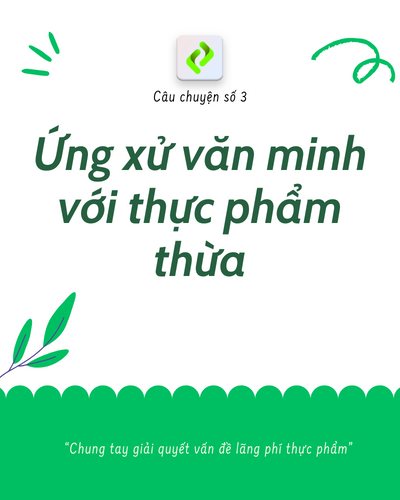 Câu chuyện số 3
Ứng xử văn minh
với thực phẩm
thừa
“Chung tay giải quyết vấn đề lãng phí thực phẩm”